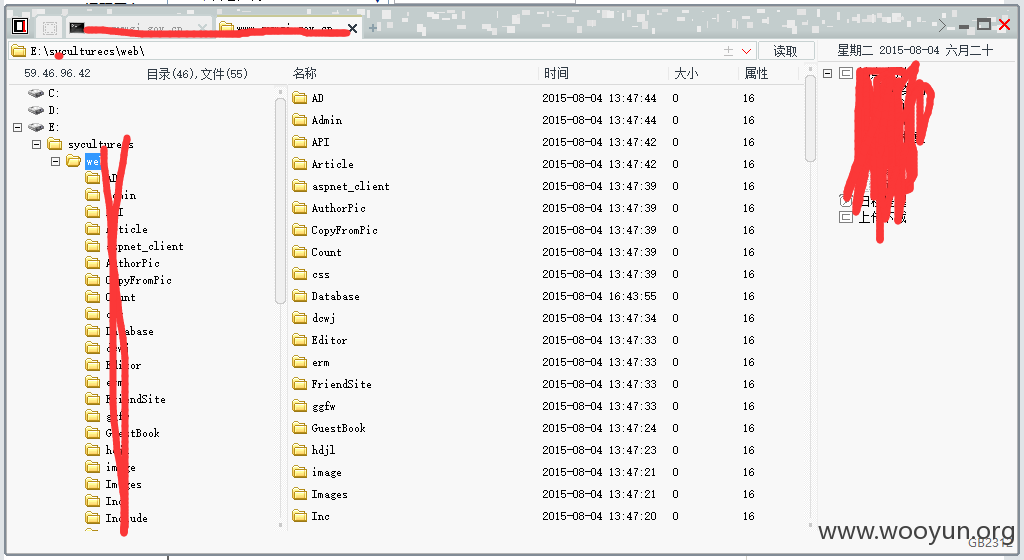 E:\syculturecs\web\
读取
星期二 2015-08-04 六月二十
59.46.96.42
目录(46),文件(55)
名称 时间 大小 属性
C:
D:
E:
syculturecs
web
AD
Admin
API
Article
aspnet_client
AuthorPic
CopyFromPic
Count
css
Database
dcwj
Editor
erm
FriendSite
ggfw
GuestBook
hdjl
image
Images
Inc
Include
AD 2015-08-04 13:47:44 0 16
Admin 2015-08-04 13:47:44 0 16
API 2015-08-04 13:47:42 0 16
Article 2015-08-04 13:47:42 0 16
aspnet_client 2015-08-04 13:47:39 0 16
AuthorPic 2015-08-04 13:47:39 0 16
CopyFromPic 2015-08-04 13:47:39 0 16
Count 2015-08-04 13:47:39 0 16
css 2015-08-04 13:47:39 0 16
Database 2015-08-04 16:43:55 0 16
dcwj 2015-08-04 13:47:34 0 16
Editor 2015-08-04 13:47:33 0 16
erm 2015-08-04 13:47:33 0 16
FriendSite 2015-08-04 13:47:33 0 16
ggfw 2015-08-04 13:47:33 0 16
GuestBook 2015-08-04 13:47:24 0 16
hdjl 2015-08-04 13:47:23 0 16
image 2015-08-04 13:47:21 0 16
Images 2015-08-04 13:47:21 0 16
Inc 2015-08-04 13:47:20 0 16
www.wooyun.org
GB2312